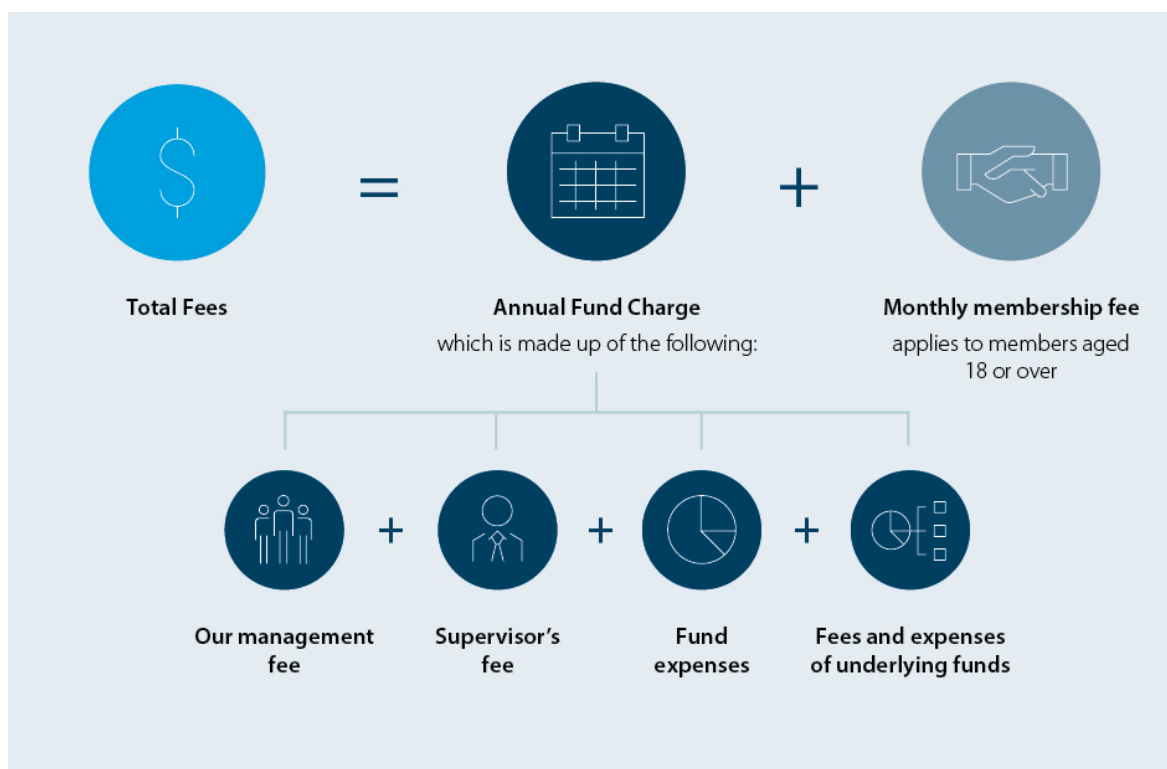 $
=
+
Total Fees
Annual Fund Charge
which is made up of the following:
Monthly membership fee
applies to members aged
18 or over
+
+
+
Our management
fee
Supervisor’s
fee
Fund
expenses
Fees and expenses
of underlying funds